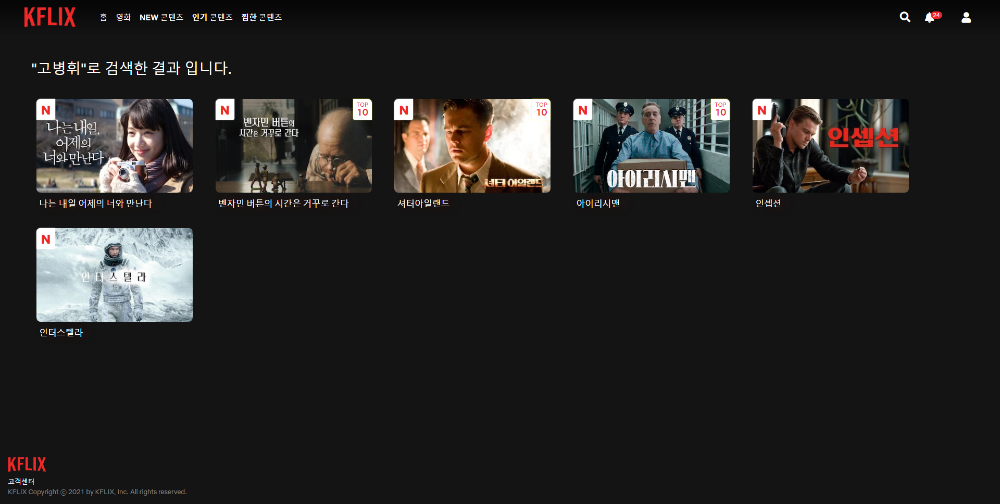 KFLIX 홈 영화 NEW 콘텐츠 인기 콘텐츠 찜한 콘텐츠 24
"고병휘"로 검색한 결과 입니다.
N
나는 내일,
어제의
너와 만난다
나는 내일 어제의 너와 만난다
N
TOP
10
벤자민 버튼의
시간은 거꾸로 간다
벤자민 버튼의 시간은 거꾸로 간다
N
TOP
10
셔터 아일랜드
셔터아일랜드
N
TOP
10
아이리시맨
아이리시맨
N
인셉션
인셉션
N
인터스텔라
인터스텔라
KFLIX
고객센터
KFLIX Copyright ⓒ 2021 by KFLIX, Inc. All rights reserved.